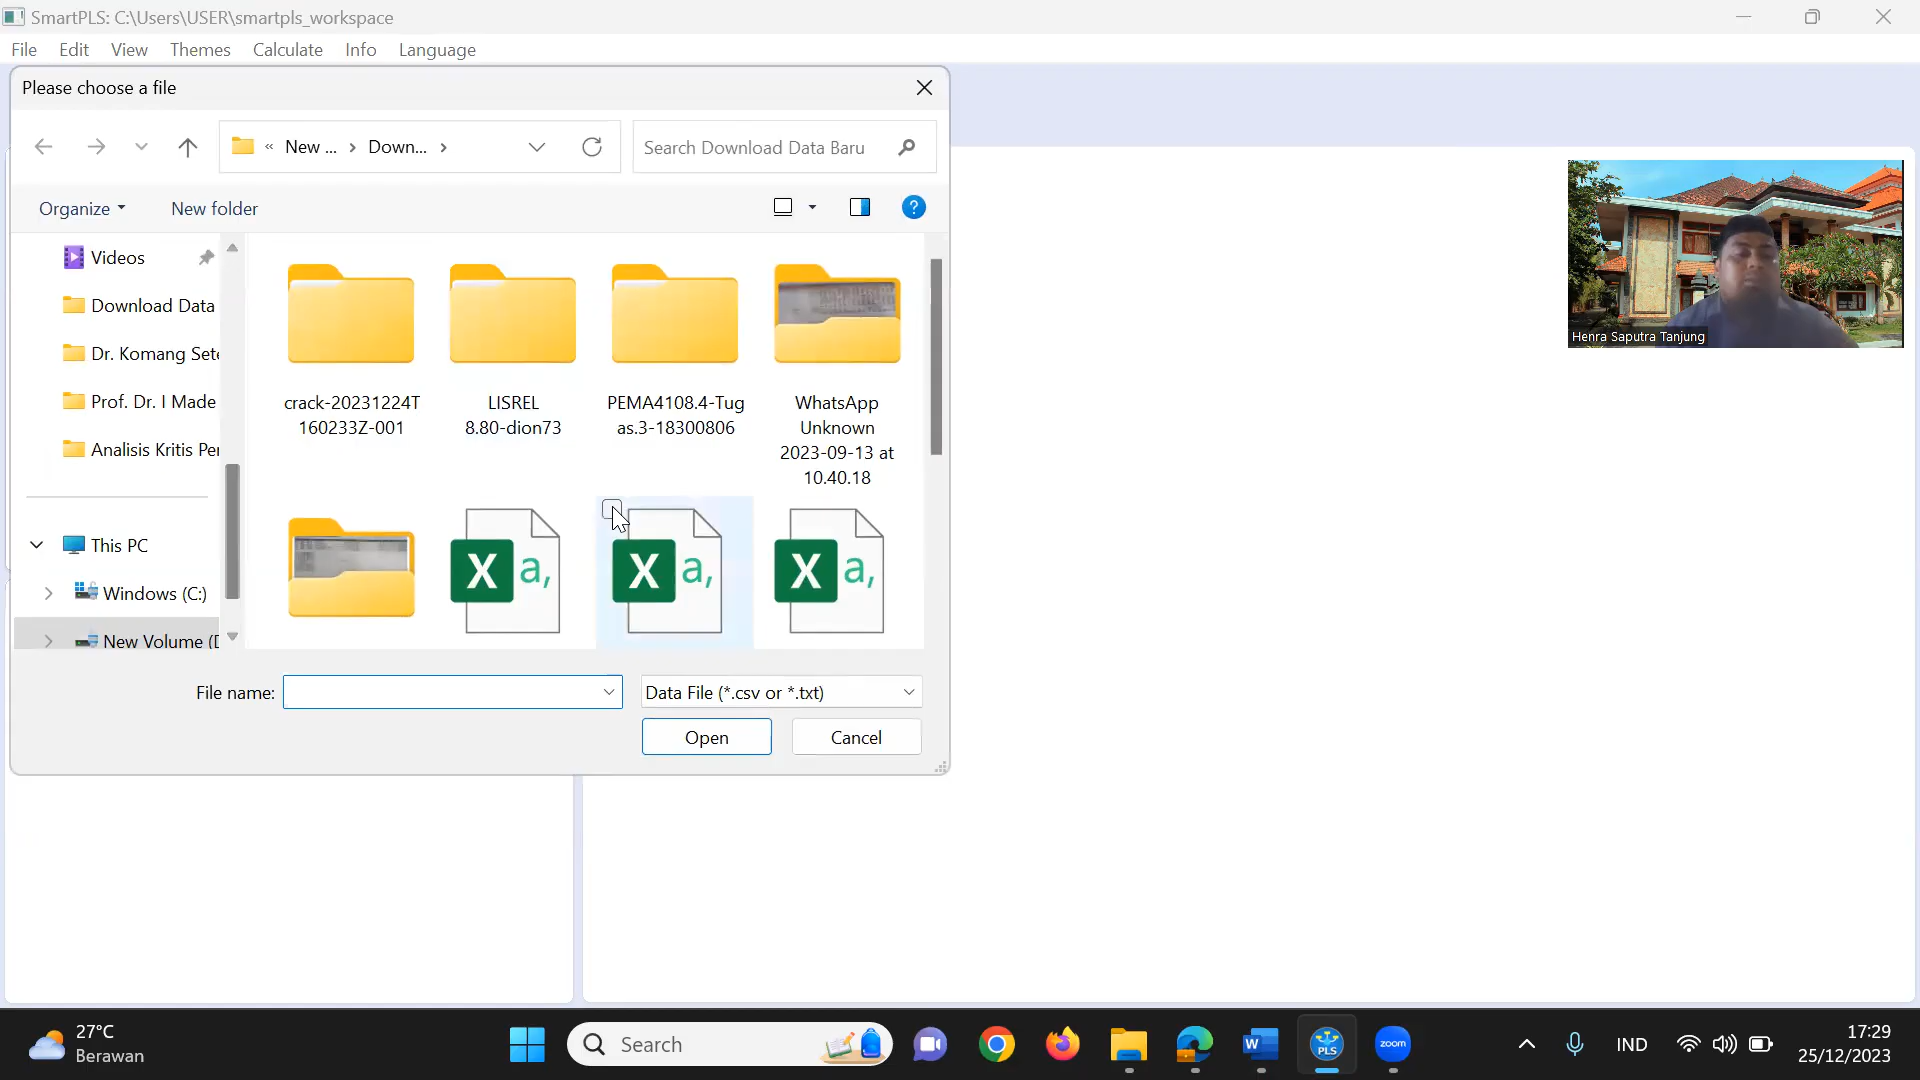 SmartPLS: C:\Users\USER\smartpls_workspace
File Edit View Themes Calculate Info Language
Please choose a file
« New ... > Down... >
Search Download Data Baru
Organize
New folder
Videos
Download Data
Dr. Komang Sete
Prof. Dr. I Made
Analisis Kritis Per
This PC
Windows (C:)
New Volume (D
crack-20231224T
160233Z-001
LISREL
8.80-dion73
PEMA4108.4-Tug
as.3-18300806
WhatsApp
Unknown
2023-09-13 at
10.40.18
X a,
X a,
X a,
File name:
Data File (*.csv or *.txt)
Open
Cancel
Henra Saputra Tanjung
27°C
Berawan
Search
W
PLS
zoom
IND
17:29
25/12/2023